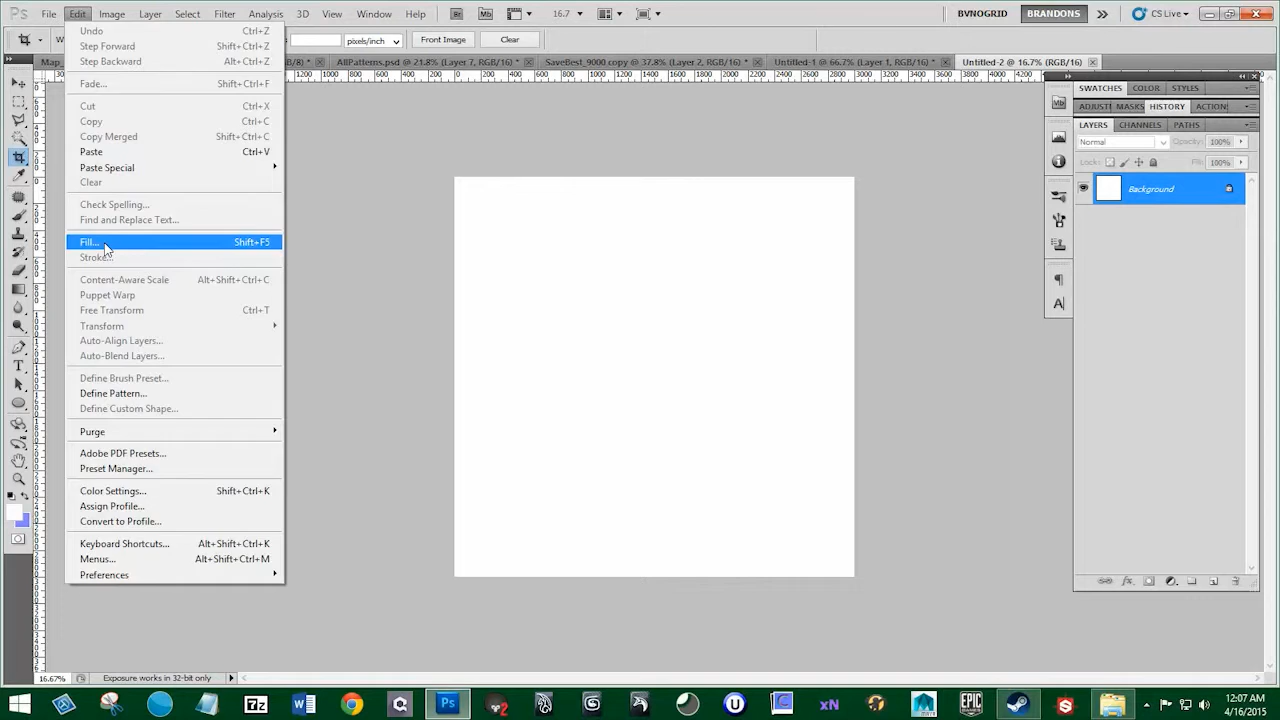 Ps File Edit Image Layer Select Filter Analysis 3D View Window Help Br Mb 16.7 BVNOGRID BRANDONS CS Live
pixels/inch Front Image Clear
AllPatterns.psd @ 21.8% (Layer 7, RGB/16) * SaveBest_9000 copy @ 37.8% (Layer 2, RGB/16) * Untitled-1 @ 66.7% (Layer 1, RGB/16) * Untitled-2 @ 16.7% (RGB/16)
Undo Ctrl+Z
Step Forward Shift+Ctrl+Z
Step Backward Alt+Ctrl+Z
Fade... Shift+Ctrl+F
Cut Ctrl+X
Copy Ctrl+C
Copy Merged Shift+Ctrl+C
Paste Ctrl+V
Paste Special
Clear
Check Spelling...
Find and Replace Text...
Fill... Shift+F5
Stroke...
Content-Aware Scale Alt+Shift+Ctrl+C
Puppet Warp
Free Transform Ctrl+T
Transform
Auto-Align Layers...
Auto-Blend Layers...
Define Brush Preset...
Define Pattern...
Define Custom Shape...
Purge
Adobe PDF Presets...
Preset Manager...
Color Settings... Shift+Ctrl+K
Assign Profile...
Convert to Profile...
Keyboard Shortcuts... Alt+Shift+Ctrl+K
Menus... Alt+Shift+Ctrl+M
Preferences
SWATCHES COLOR STYLES
ADJUSTI MASKS HISTORY ACTION
LAYERS CHANNELS PATHS
Normal Opacity: 100%
Lock: Fill: 100%
Background
16.67% Exposure works in 32-bit only
12:07 AM
4/16/2015